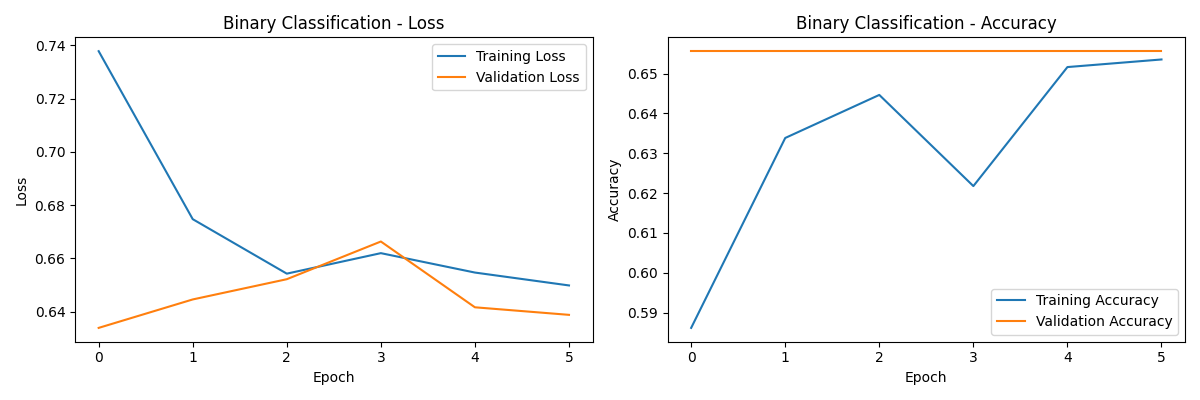 Binary Classification - Loss
0.74
0.72
0.70
0.68
0.66
0.64
Loss
Training Loss
Validation Loss
0 1 2 3 4 5
Epoch
Binary Classification - Accuracy
0.65
0.64
0.63
0.62
0.61
0.60
0.59
Accuracy
Training Accuracy
Validation Accuracy
0 1 2 3 4 5
Epoch